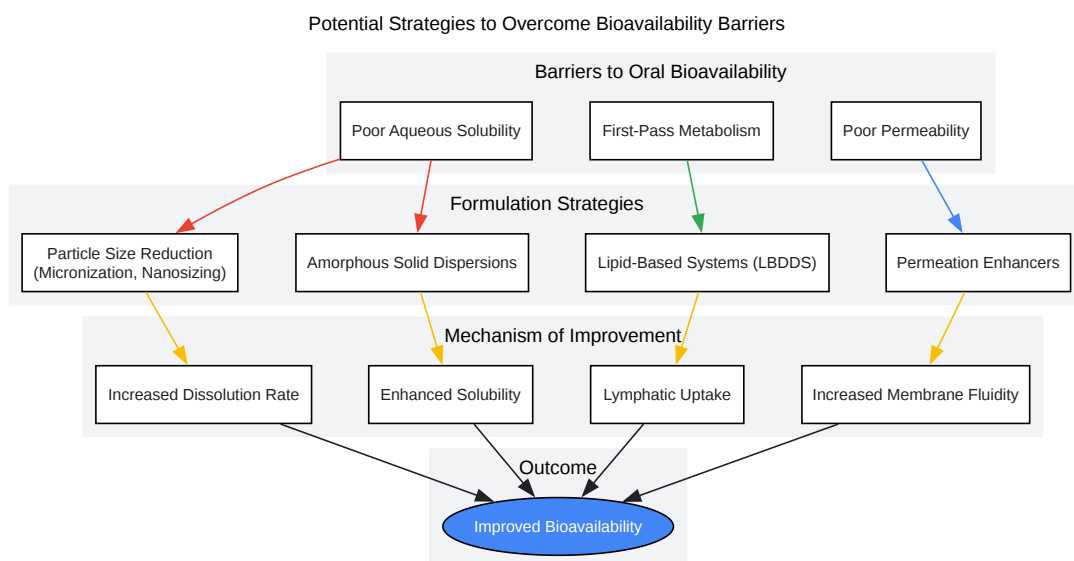 Potential Strategies to Overcome Bioavailability Barriers
Barriers to Oral Bioavailability
Poor Aqueous Solubility
First-Pass Metabolism
Poor Permeability
Formulation Strategies
Particle Size Reduction
(Micronization, Nanosizing)
Amorphous Solid Dispersions
Lipid-Based Systems (LBDDS)
Permeation Enhancers
Mechanism of Improvement
Increased Dissolution Rate
Enhanced Solubility
Lymphatic Uptake
Increased Membrane Fluidity
Outcome
Improved Bioavailability